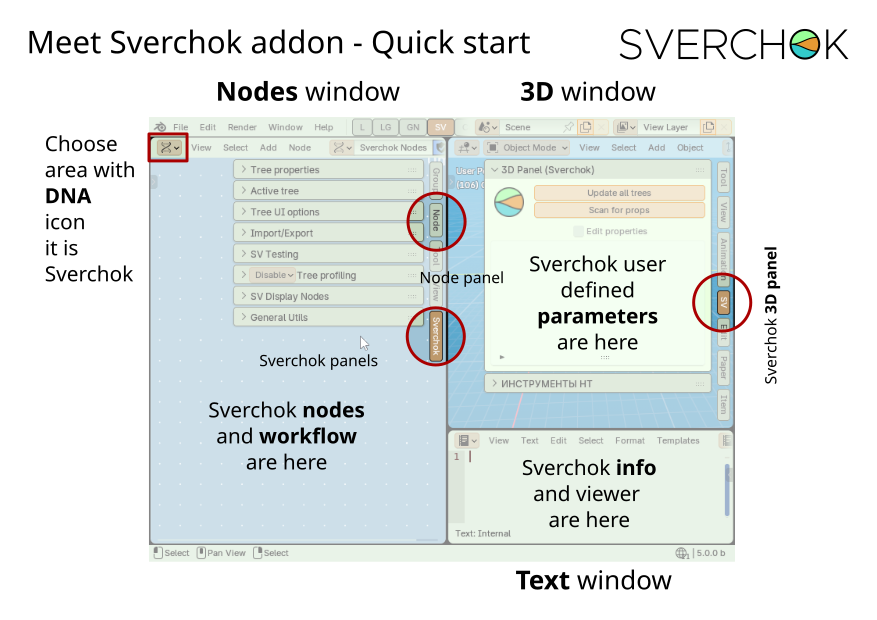 Meet Sverchok addon - Quick start
SVERCHOK
Nodes window
3D window
File Edit Render Window Help L LG GN SV C Scene View Layer
Choose
area with
DNA
icon
it is
Sverchok
View Select Add Node Sverchok Nodes
Object Mode View Select Add Object
Tree properties
Active tree
Tree UI options
Import/Export
SV Testing
Disable Tree profiling
SV Display Nodes
General Utils
Node
Tool
View
Sverchok
Node panel
Sverchok panels
Sverchok nodes
and workflow
are here
User P
(106)
3D Panel (Sverchok)
Update all trees
Scan for props
Edit properties
Sverchok user
defined
parameters
are here
ИНСТРУМЕНТЫ НТ
Tool
View
Animation
SV
Edit
Paper
Item
Sverchok 3D panel
View Text Edit Select Format Templates
1
Sverchok info
and viewer
are here
Text: Internal
Select Pan View Select
5.0.0 b
Text window